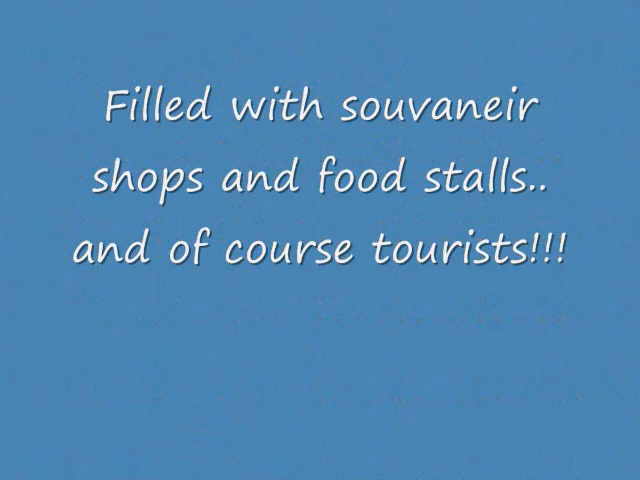 Filled with souvaneir
shops and food stalls..
and of course tourists!!!